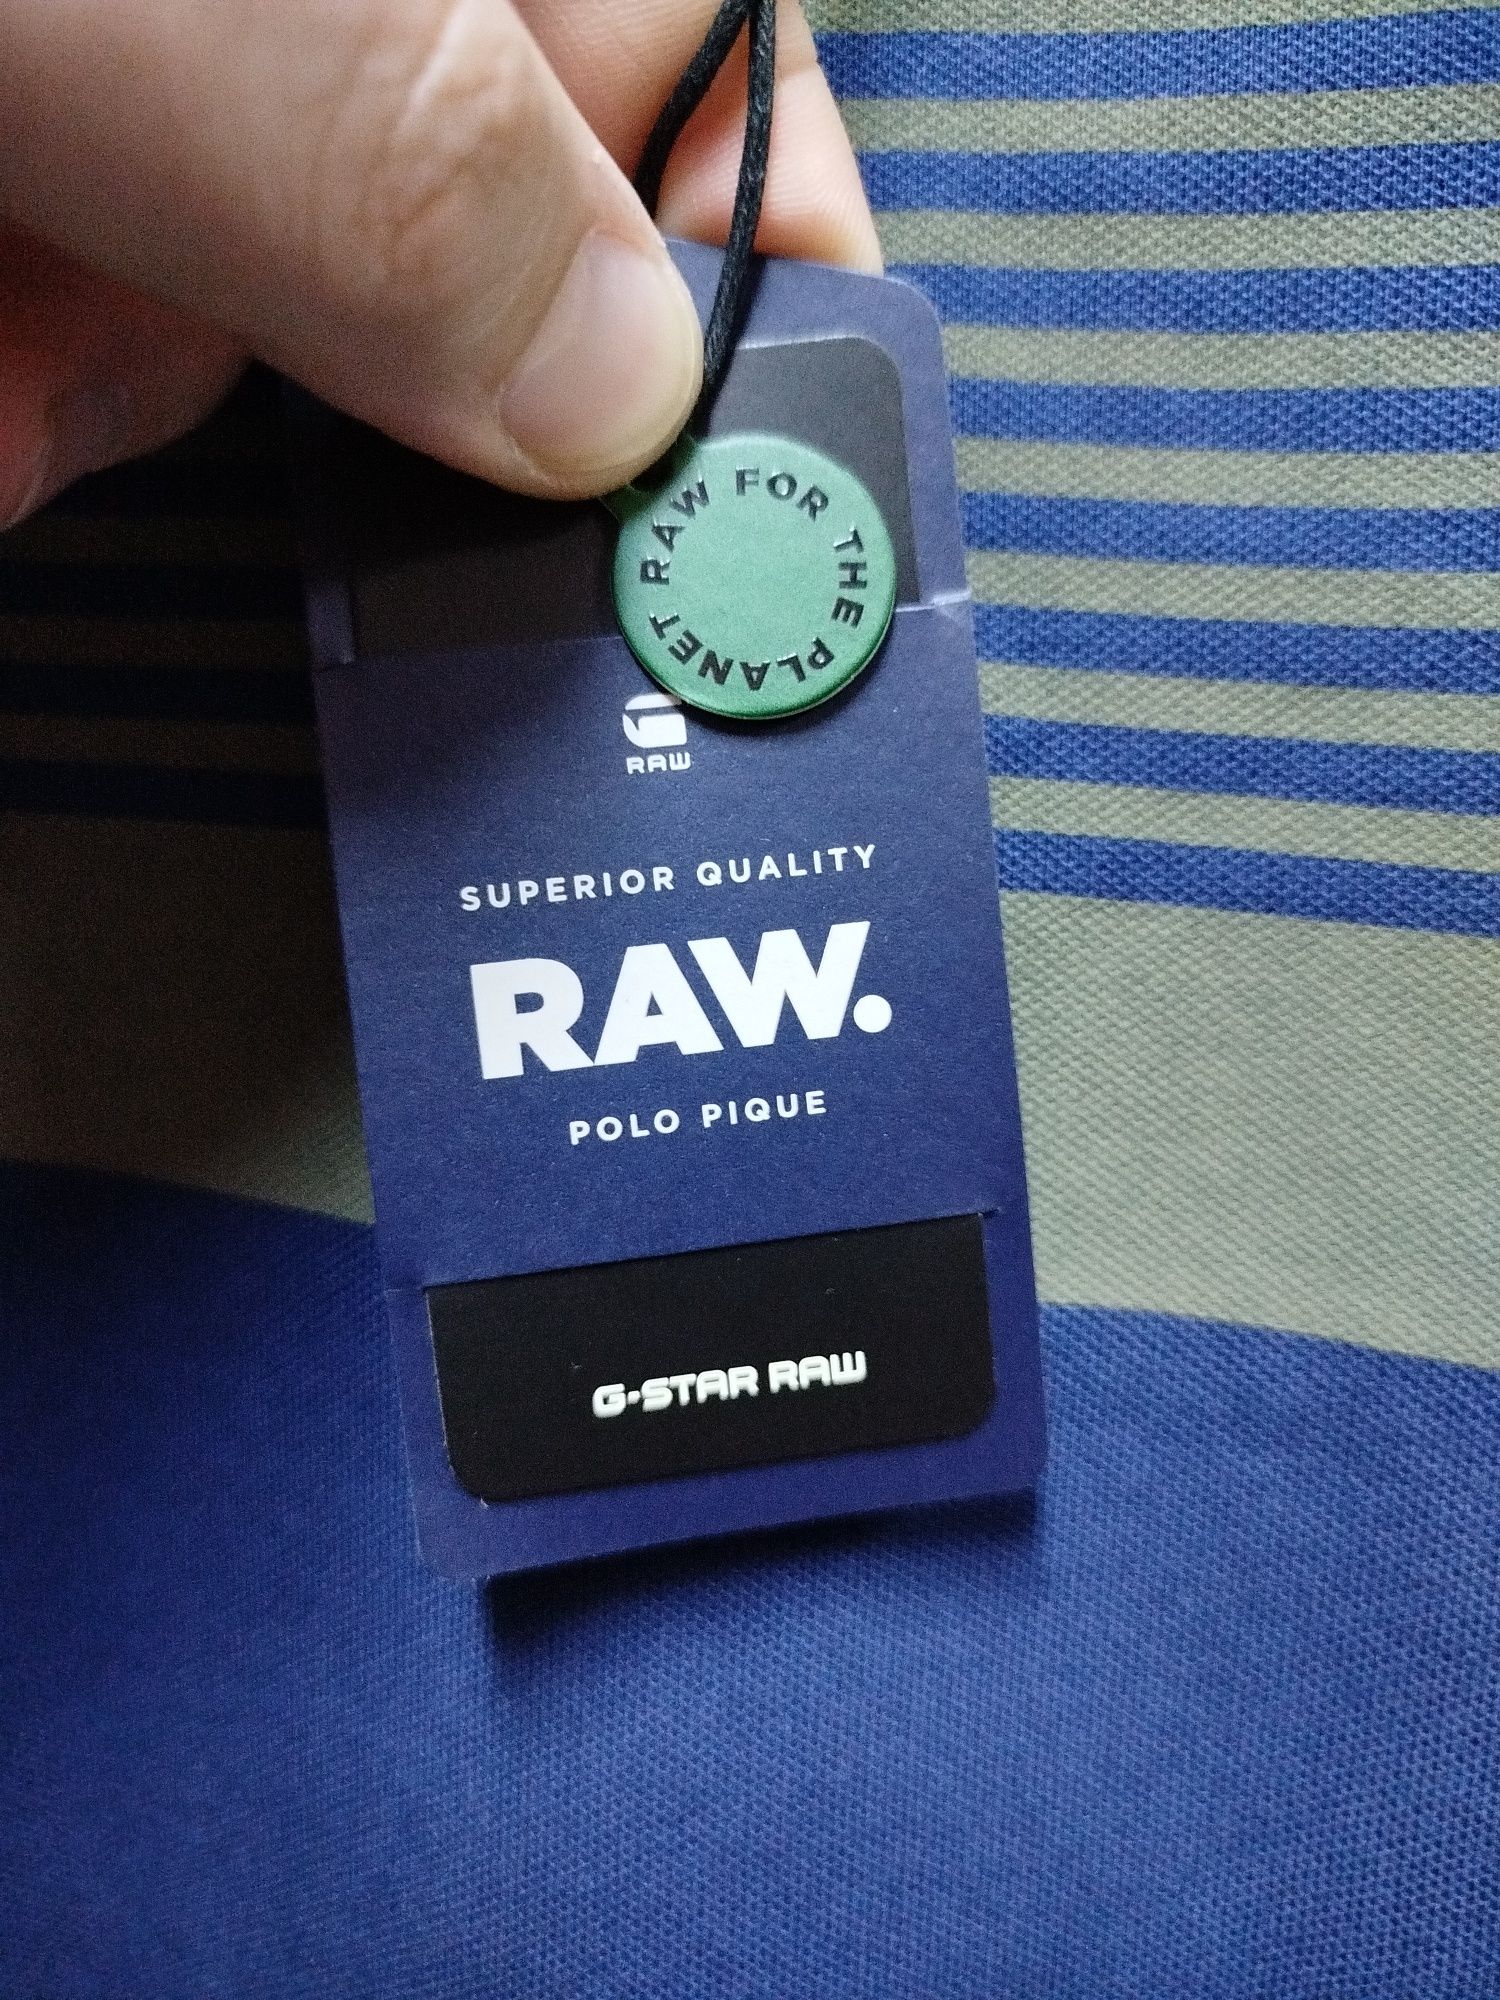 RAW FOR THE PLANET
RAW
SUPERIOR QUALITY
RAW.
POLO PIQUE
G-STAR RAW